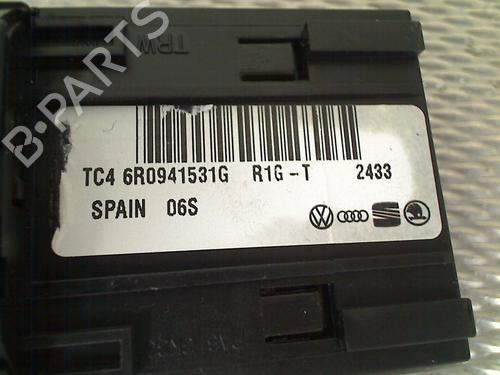 TRW
B-PARTS
TC4 6R0941531G R1G-T 2433
SPAIN 06S